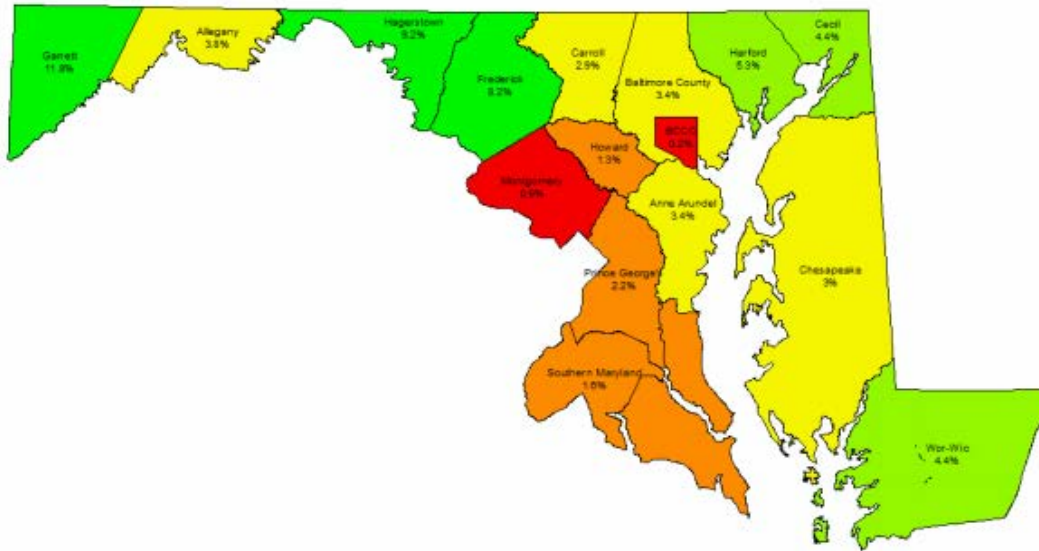 Garrett
11.8%
Allegany
3.8%
Hagerstown
9.2%
Frederick
8.2%
Carroll
2.9%
Baltimore County
3.4%
Harford
5.3%
Cecil
4.4%
BCCC
0.2%
Howard
1.3%
Montgomery
0.9%
Anne Arundel
3.4%
Prince George's
2.2%
Chesapeake
3%
Southern Maryland
1.6%
Wor-Wic
4.4%